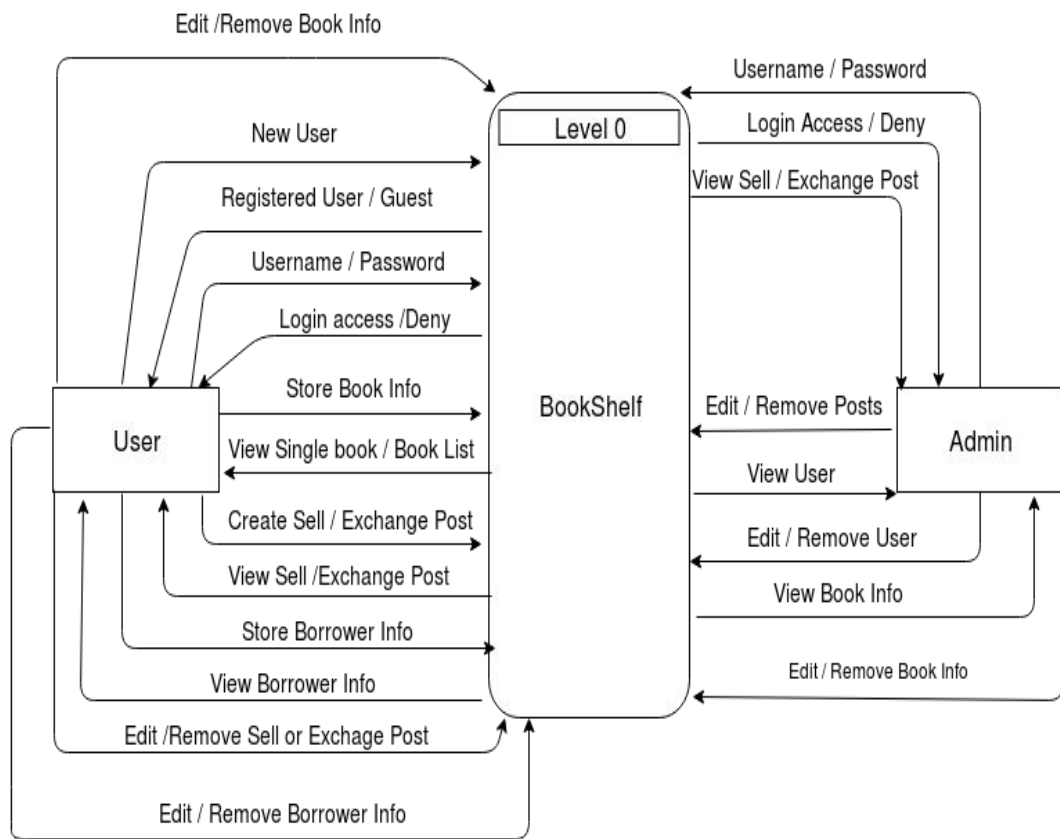 Edit /Remove Book Info
Username / Password
Level 0
Login Access / Deny
New User
View Sell / Exchange Post
Registered User / Guest
Username / Password
Login access /Deny
Store Book Info
BookShelf
Edit / Remove Posts
User
Admin
View Single book / Book List
View User
Create Sell / Exchange Post
Edit / Remove User
View Sell /Exchange Post
View Book Info
Store Borrower Info
Edit / Remove Book Info
View Borrower Info
Edit /Remove Sell or Exchage Post
Edit / Remove Borrower Info